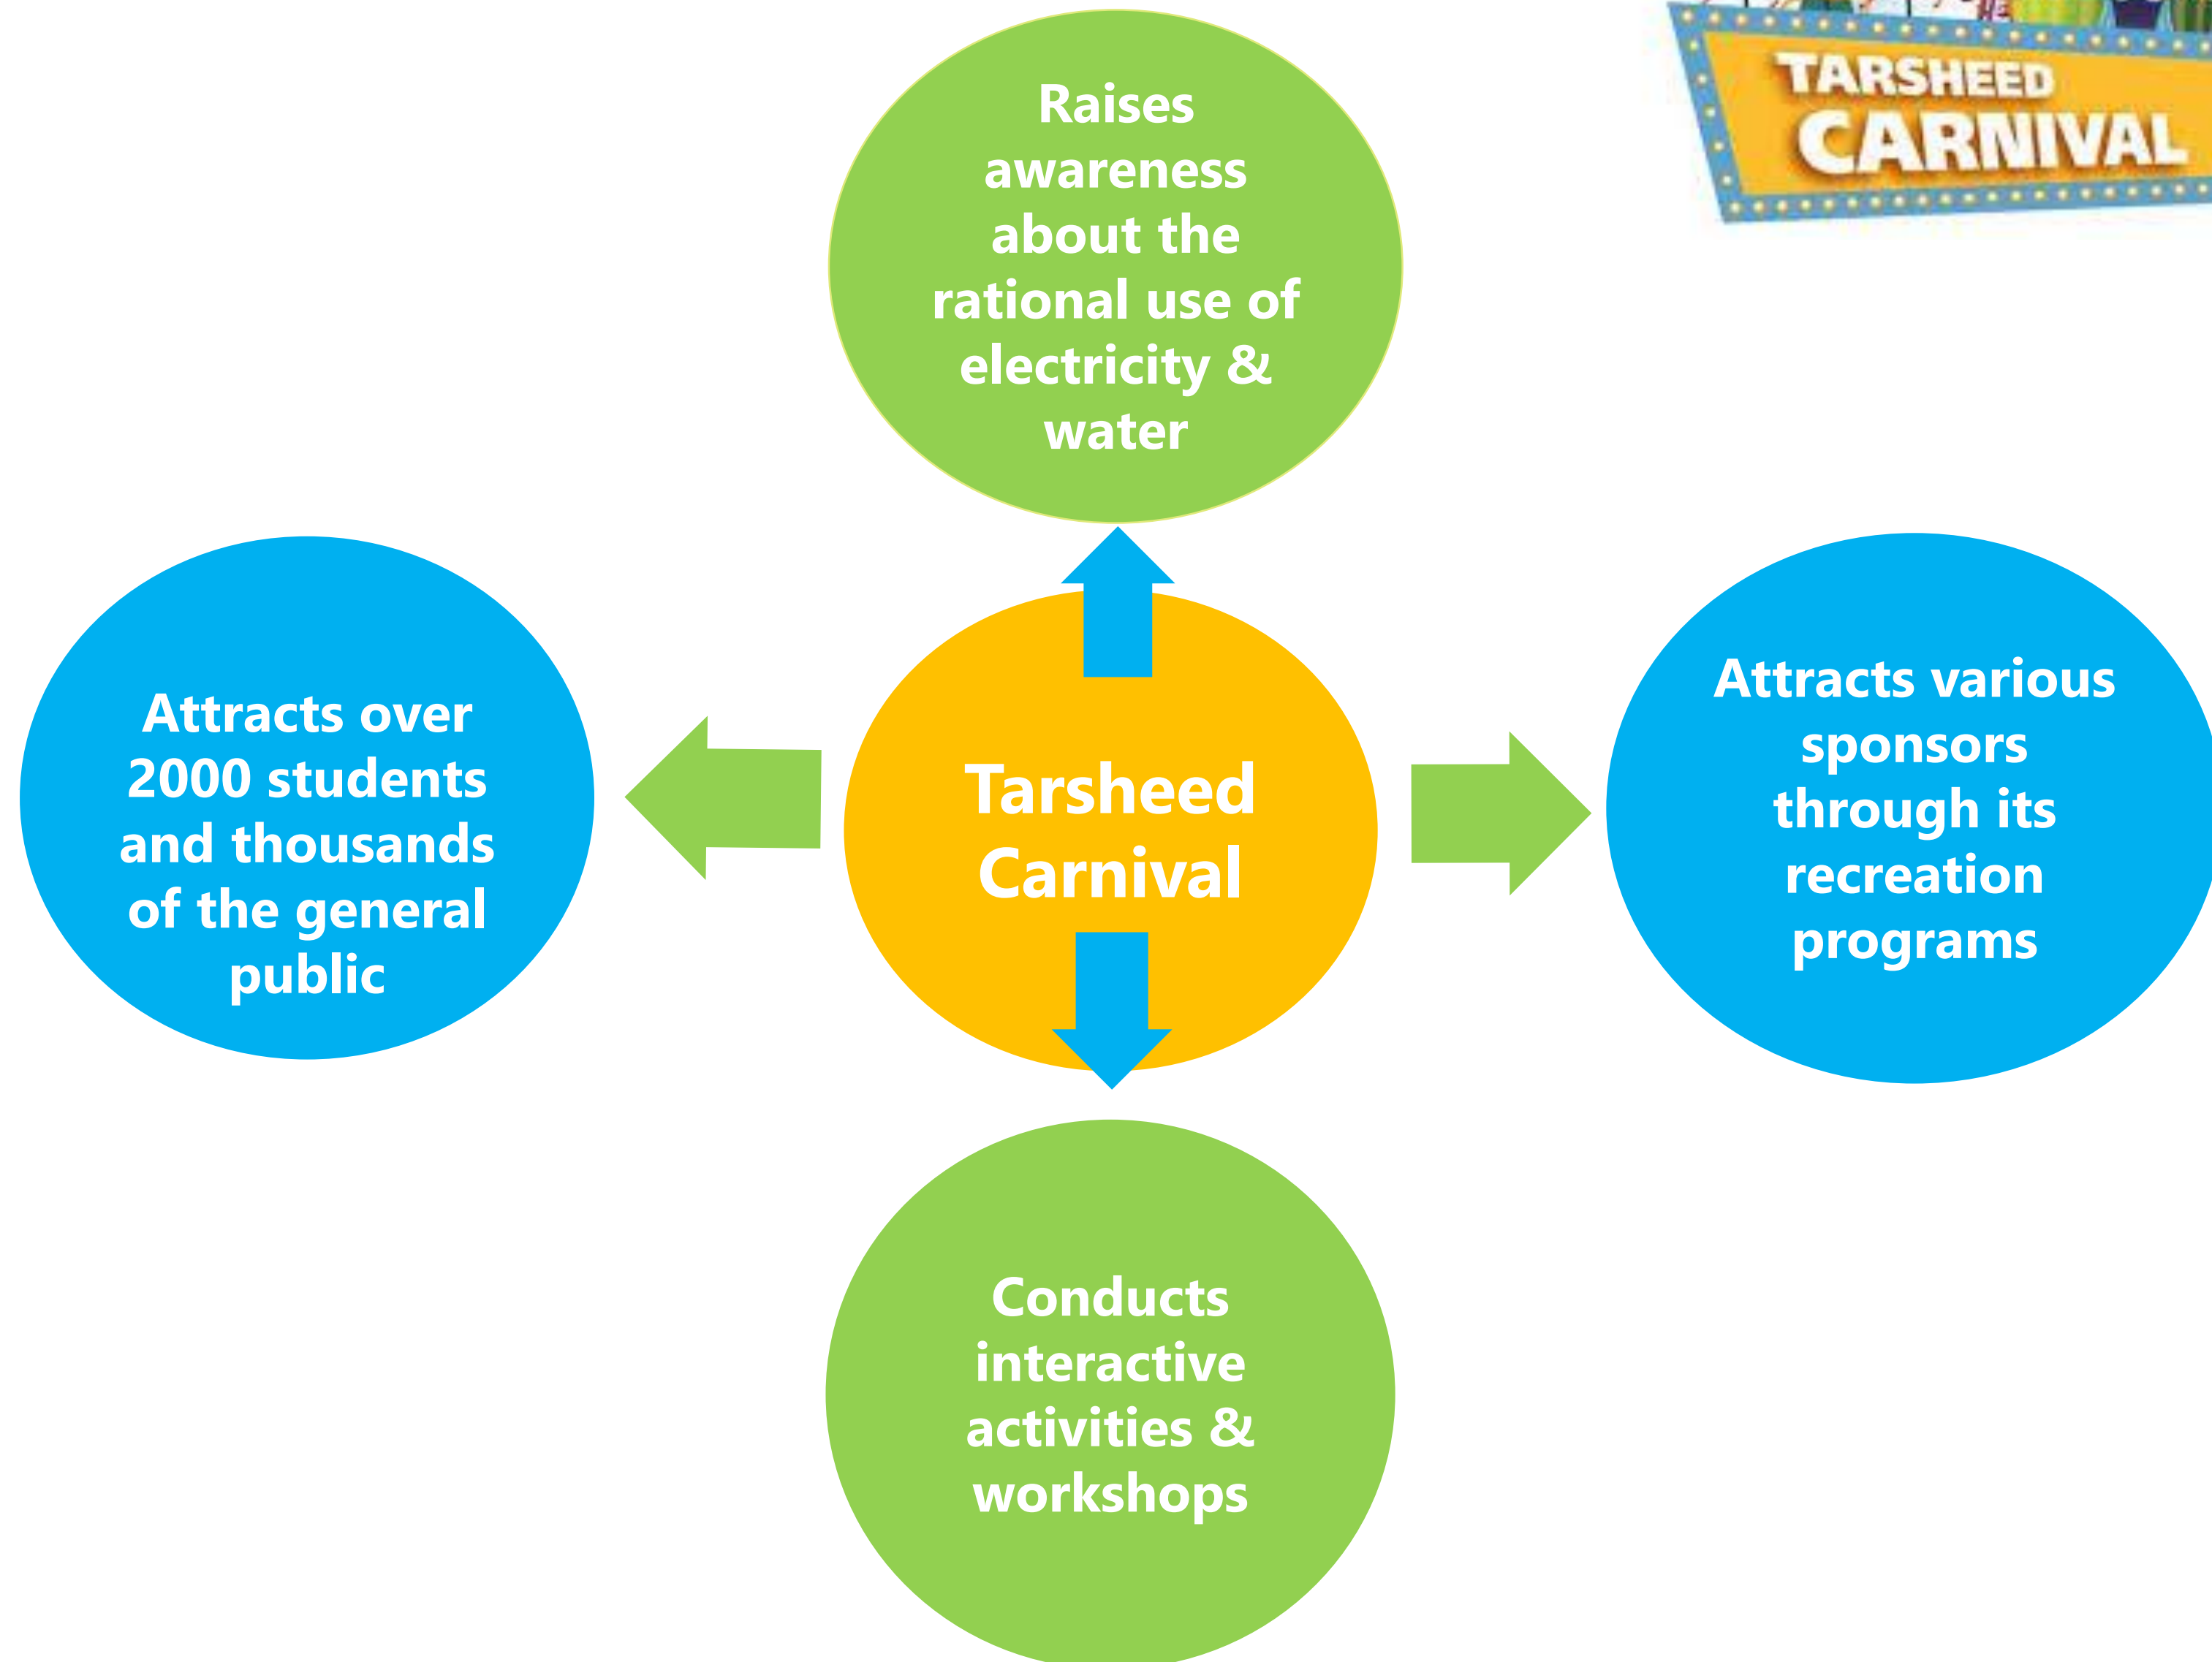 TARSHEED
CARNIVAL
Raises
awareness
about the
rational use of
electricity &
water
Attracts over
2000 students
and thousands
of the general
public
Tarsheed
Carnival
Attracts various
sponsors
through its
recreation
programs
Conducts
interactive
activities &
workshops